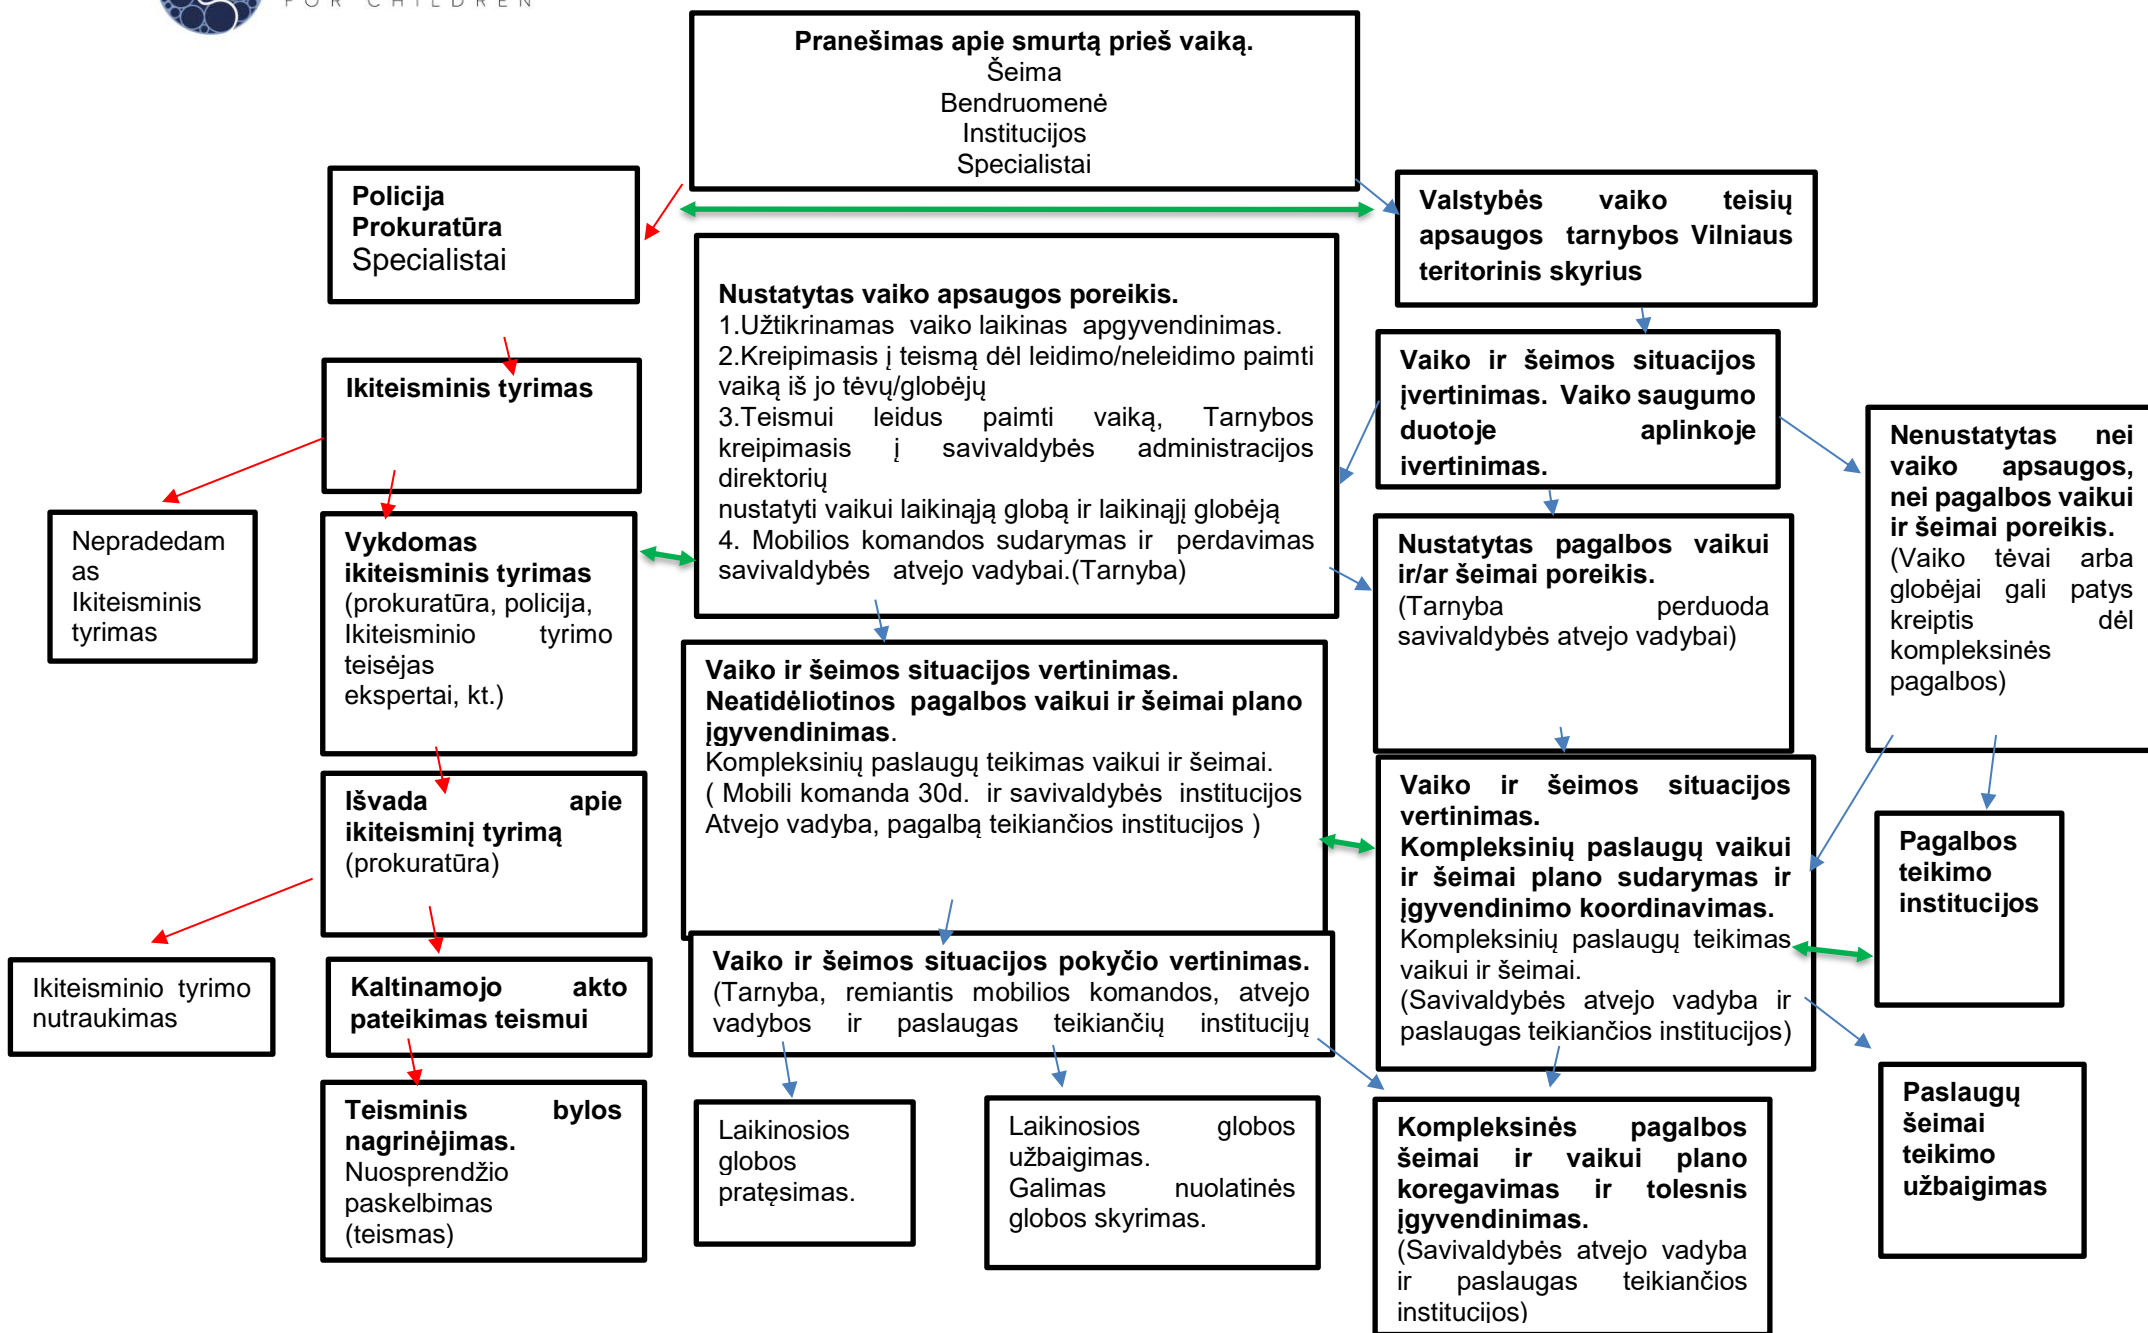 FOR CHILDREN
Pranešimas apie smurtą prieš vaiką.
Šeima
Bendruomenė
Institucijos
Specialistai
Policija
Prokuratūra
Specialistai
Valstybės vaiko teisių
apsaugos tarnybos Vilniaus
teritorinis skyrius
Nustatytas vaiko apsaugos poreikis.
1.Užtikrinamas vaiko laikinas apgyvendinimas.
2.Kreipimasis į teismą dėl leidimo/neleidimo paimti
vaiką iš jo tėvų/globėjų
3.Teismui leidus paimti vaiką, Tarnybos
kreipimasis į savivaldybės administracijos
direktorių
nustatyti vaikui laikinąją globą ir laikinąjį globėją
4. Mobilios komandos sudarymas ir perdavimas
savivaldybės atvejo vadybai.(Tarnyba)
Ikiteisminis tyrimas
Vaiko ir šeimos situacijos
įvertinimas. Vaiko saugumo
duotoje aplinkoje
ivertinimas.
Nenustatytas nei
vaiko apsaugos,
nei pagalbos vaikui
ir šeimai poreikis.
(Vaiko tėvai arba
globėjai gali patys
kreiptis dėl
kompleksinės
pagalbos)
Nepradedam
as
Ikiteisminis
tyrimas
Vykdomas
ikiteisminis tyrimas
(prokuratūra, policija,
Ikiteisminio tyrimo
teisėjas
ekspertai, kt.)
Nustatytas pagalbos vaikui
ir/ar šeimai poreikis.
(Tarnyba perduoda
savivaldybės atvejo vadybai)
Vaiko ir šeimos situacijos vertinimas.
Neatidėliotinos pagalbos vaikui ir šeimai plano
įgyvendinimas.
Kompleksinių paslaugų teikimas vaikui ir šeimai.
( Mobili komanda 30d. ir savivaldybės institucijos
Atvejo vadyba, pagalbą teikiančios institucijos )
Išvada apie
ikiteisminį tyrimą
(prokuratūra)
Vaiko ir šeimos situacijos
vertinimas.
Kompleksinių paslaugų vaikui
ir šeimai plano sudarymas ir
įgyvendinimo koordinavimas.
Kompleksinių paslaugų teikimas
vaikui ir šeimai.
(Savivaldybės atvejo vadyba ir
paslaugas teikiančios institucijos)
Pagalbos
teikimo
institucijos
Ikiteisminio tyrimo
nutraukimas
Kaltinamojo akto
pateikimas teismui
Vaiko ir šeimos situacijos pokyčio vertinimas.
(Tarnyba, remiantis mobilios komandos, atvejo
vadybos ir paslaugas teikiančių institucijų
Teisminis bylos
nagrinėjimas.
Nuosprendžio
paskelbimas
(teismas)
Laikinosios
globos
pratęsimas.
Laikinosios globos
užbaigimas.
Galimas nuolatinės
globos skyrimas.
Kompleksinės pagalbos
šeimai ir vaikui plano
koregavimas ir tolesnis
įgyvendinimas.
(Savivaldybės atvejo vadyba
ir paslaugas teikiančios
institucijos)
Paslaugų
šeimai
teikimo
užbaigimas